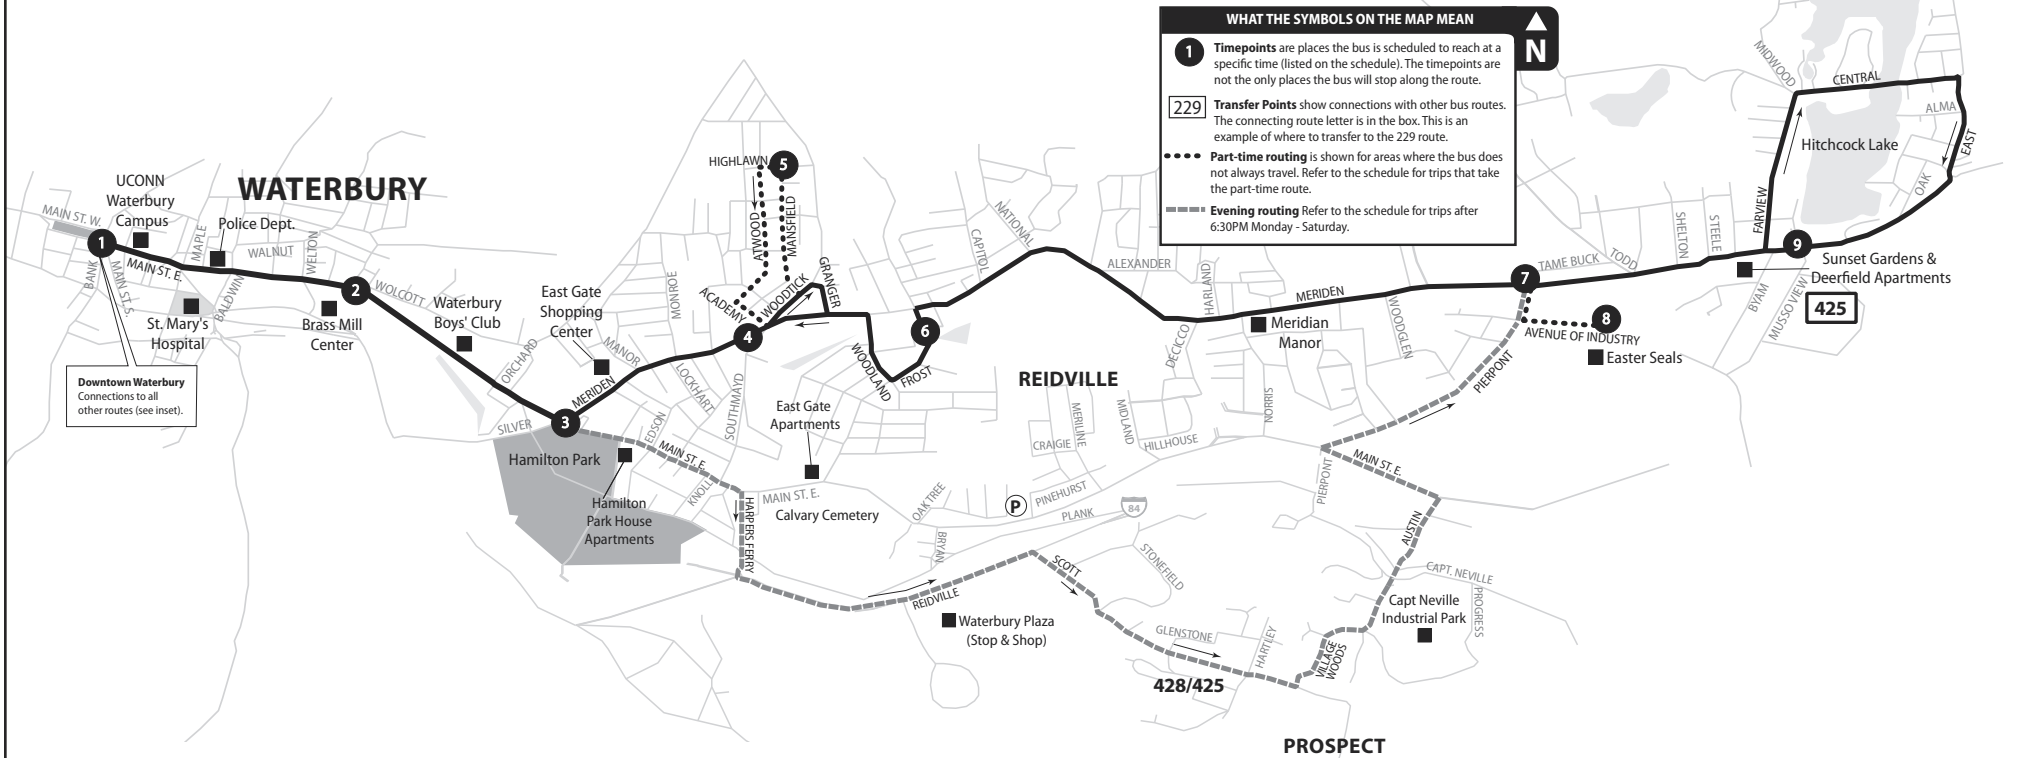 WHAT THE SYMBOLS ON THE MAP MEAN
1
Timepoints are places the bus is scheduled to reach at a
specific time (listed on the schedule). The timepoints are
not the only places the bus will stop along the route.
229
Transfer Points show connections with other bus routes.
The connecting route letter is in the box. This is an
example of where to transfer to the 229 route.
Part-time routing is shown for areas where the bus does
not always travel. Refer to the schedule for trips that take
the part-time route.
Evening routing Refer to the schedule for trips after
6:30PM Monday - Saturday.
N
WATERBURY
UCONN
Waterbury
Campus
Police Dept.
MAIN ST. W.
1
MAIN ST. E.
BANK
MAIN ST. S.
MAPLE
WALNUT
WELTON
BALDWIN
St. Mary's
Hospital
Brass Mill
Center
Downtown Waterbury
Connections to all
other routes (see inset).
2
WOLCOTT
Waterbury
Boys' Club
ORCHARD
East Gate
Shopping
Center
MANOR
MERIDEN
3
SILVER
Hamilton Park
Hamilton
Park House
Apartments
EDSON
MAIN ST. E.
KNOLL
LOCKHART
SOUTHMAYD
MONROE
ACADEMY
4
WOODTICK
GRANGER
HIGHLAWN
5
ATWOOD
MANSFIELD
East Gate
Apartments
MAIN ST. E.
Calvary Cemetery
HARPERS FERRY
WOODLAND
FROST
6
CAPITOL
NATIONAL
ALEXANDER
REIDVILLE
HARLAND
DECICCO
MERIDEN
Meridian
Manor
WOODGLEN
NORRIS
CRAIGIE
MERILINE
MIDLAND
HILLHOUSE
OAK TREE
P
PINEHURST
PLANK
84
BRYAN
REIDVILLE
Waterbury Plaza
(Stop & Shop)
SCOTT
STONEFIELD
GLENSTONE
HARTLEY
428/425
VILLAGE
WOODS
Capt Neville
Industrial Park
CAPT. NEVILLE
PROGRESS
AUSTIN
MAIN ST. E.
PIERPONT
PIERPONT
7
TAME BUCK
TODD
8
AVENUE OF INDUSTRY
Easter Seals
SHELTON
STEELE
9
Sunset Gardens &
Deerfield Apartments
425
BYAM
MUSSO VIEW
FARVIEW
MIDWOOD
CENTRAL
ALMA
EAST
OAK
Hitchcock Lake
PROSPECT